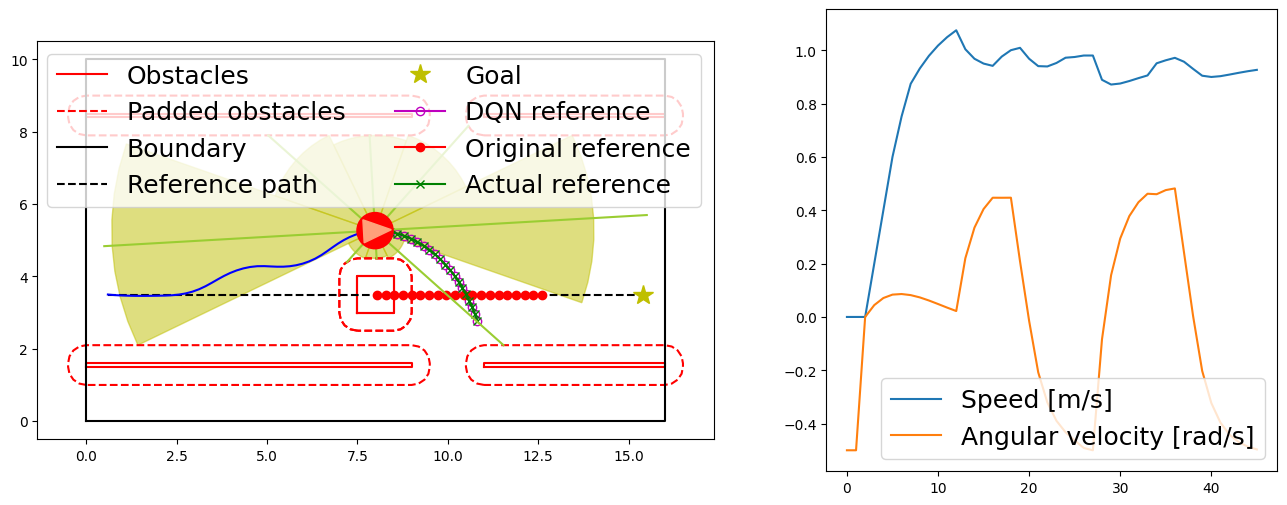 10
8
6
4
2
0
Obstacles
Padded obstacles
Boundary
Reference path
Goal
DQN reference
Original reference
Actual reference
0.0 2.5 5.0 7.5 10.0 12.5 15.0
1.0
0.8
0.6
0.4
0.2
0.0
−0.2
−0.4
Speed [m/s]
Angular velocity [rad/s]
0 10 20 30 40